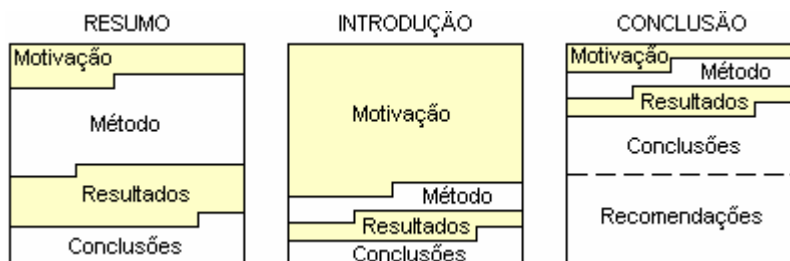 RESUMO
Motivação
Método
Resultados
Conclusões
INTRODUÇÃO
Motivação
Método
Resultados
Conclusões
CONCLUSÃO
Motivação
Método
Resultados
Conclusões
Recomendações